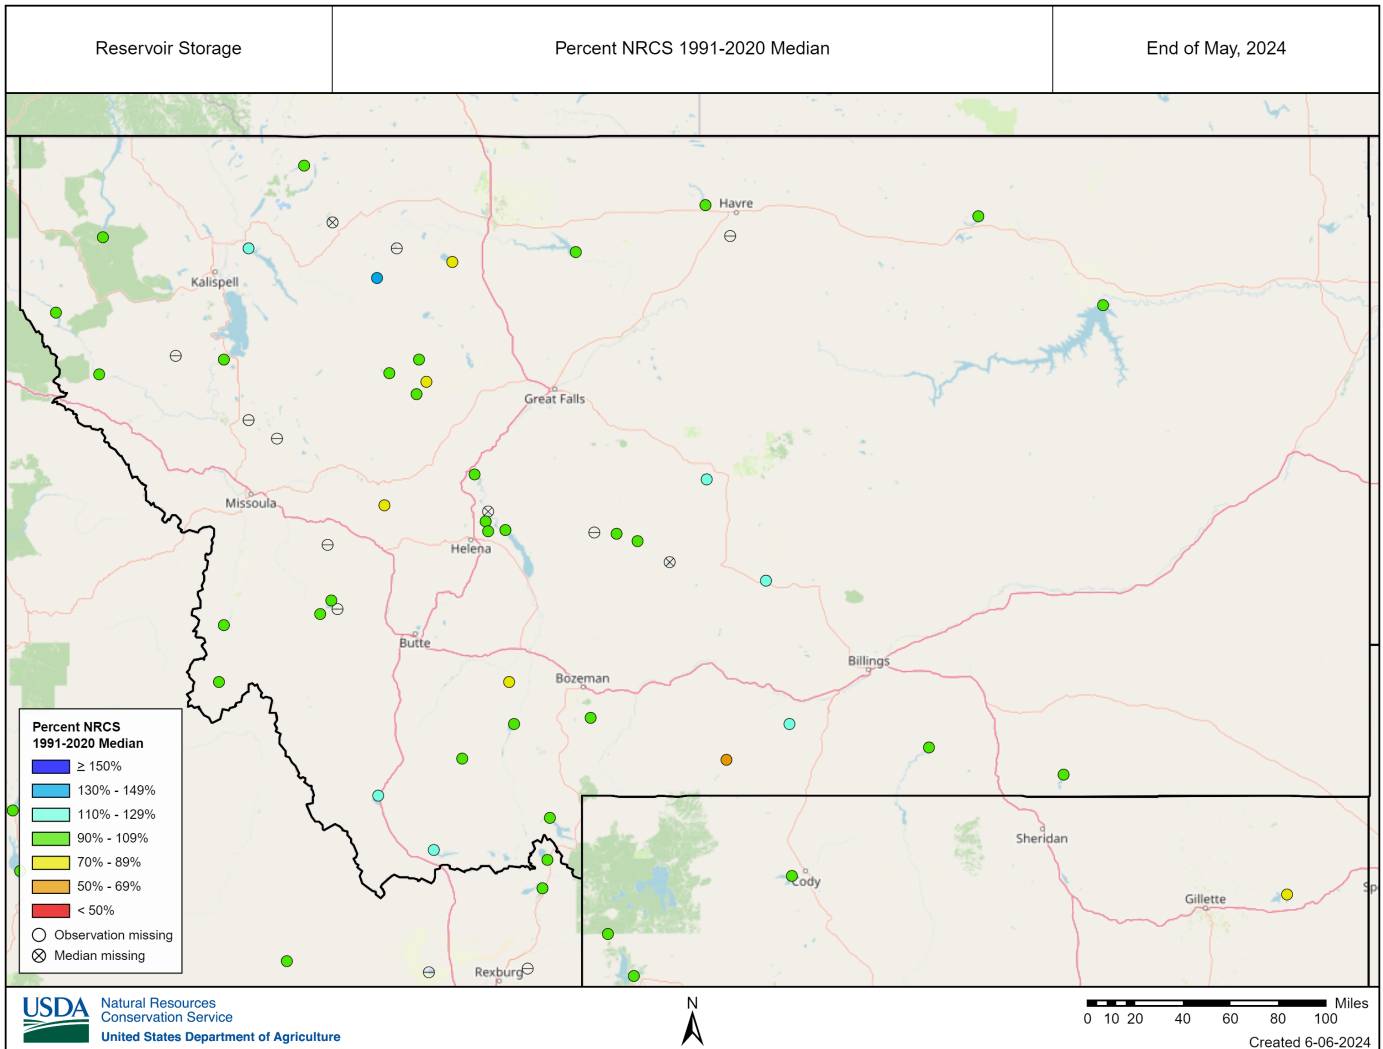 Reservoir Storage
Percent NRCS 1991-2020 Median
End of May, 2024
Havre
Kalispell
Great Falls
Missoula
Helena
Butte
Billings
Bozeman
Sheridan
Cody
Gillette
Sp
Rexburg
Percent NRCS
1991-2020 Median
≥ 150%
130% - 149%
110% - 129%
90% - 109%
70% - 89%
50% - 69%
< 50%
Observation missing
Median missing
USDA
Natural Resources
Conservation Service
United States Department of Agriculture
N
Miles
0 10 20 40 60 80 100
Created 6-06-2024